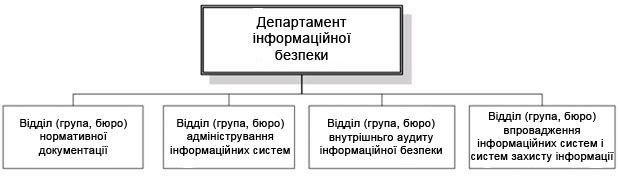 Департамент
інформаційної
безпеки
Відділ (група, бюро)
нормативної
документації
Відділ (група, бюро)
адміністрування
інформаційних систем
Відділ (група, бюро)
внутрішнього аудиту
інформаційної безпеки
Відділ (група, бюро)
впровадження
інформаційних систем і
систем захисту інформації